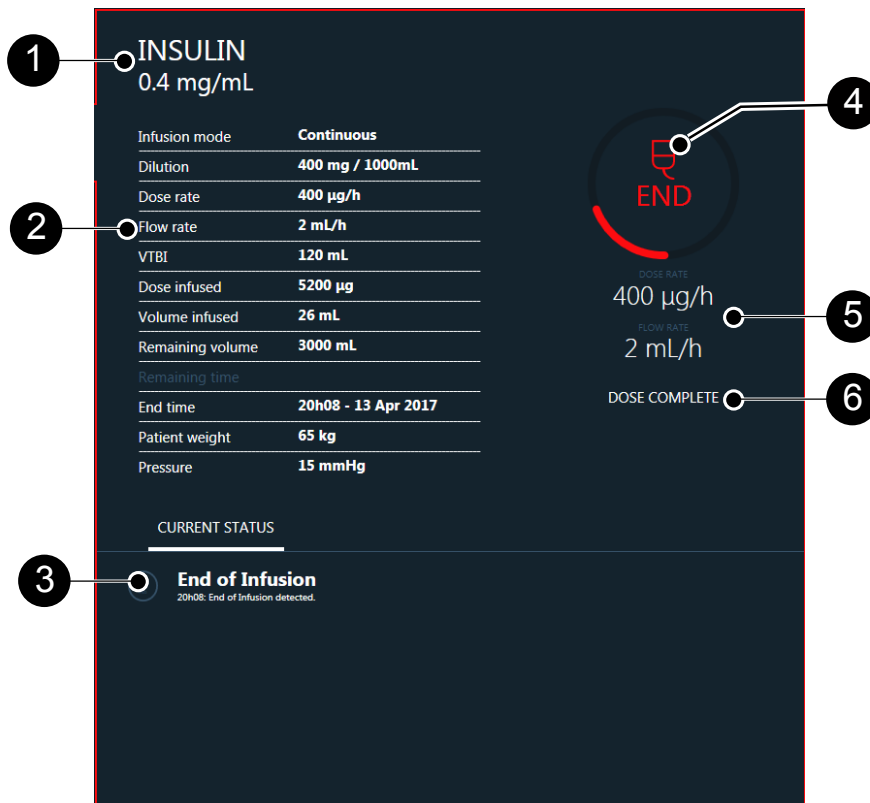 1
INSULIN
0.4 mg/mL
4
Infusion mode Continuous
Dilution 400 mg / 1000mL
Dose rate 400 µg/h
2
Flow rate 2 mL/h
VTBI 120 mL
Dose infused 5200 µg
Volume infused 26 mL
Remaining volume 3000 mL
Remaining time
End time 20h08 - 13 Apr 2017
Patient weight 65 kg
Pressure 15 mmHg
END
DOSE RATE
400 µg/h
5
FLOW RATE
2 mL/h
DOSE COMPLETE
6
CURRENT STATUS
3
End of Infusion
20h08: End of Infusion detected.